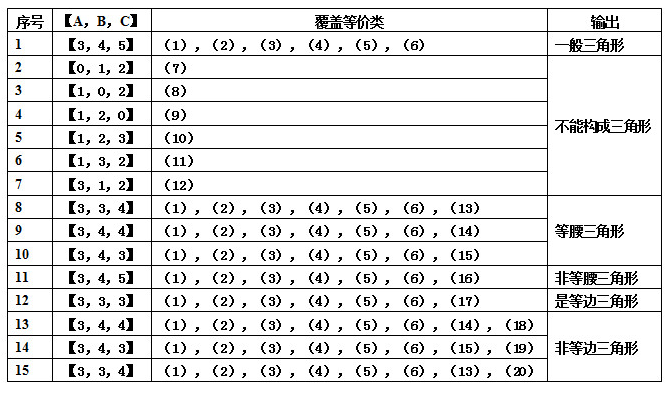 序号 【A，B，C】 覆盖等价类 输出
1 【3，4，5】 （1），（2），（3），（4），（5），（6） 一般三角形
2 【0，1，2】 （7）
3 【1，0，2】 （8）
4 【1，2，0】 （9）
不能构成三角形
5 【1，2，3】 （10）
6 【1，3，2】 （11）
7 【3，1，2】 （12）
8 【3，3，4】 （1），（2），（3），（4），（5），（6），（13）
9 【3，4，4】 （1），（2），（3），（4），（5），（6），（14） 等腰三角形
10 【3，4，3】 （1），（2），（3），（4），（5），（6），（15）
11 【3，4，5】 （1），（2），（3），（4），（5），（6），（16） 非等腰三角形
12 【3，3，3】 （1），（2），（3），（4），（5），（6），（17） 是等边三角形
13 【3，4，4】 （1），（2），（3），（4），（5），（6），（14），（18）
14 【3，4，3】 （1），（2），（3），（4），（5），（6），（15），（19） 非等边三角形
15 【3，3，4】 （1），（2），（3），（4），（5），（6），（13），（20）